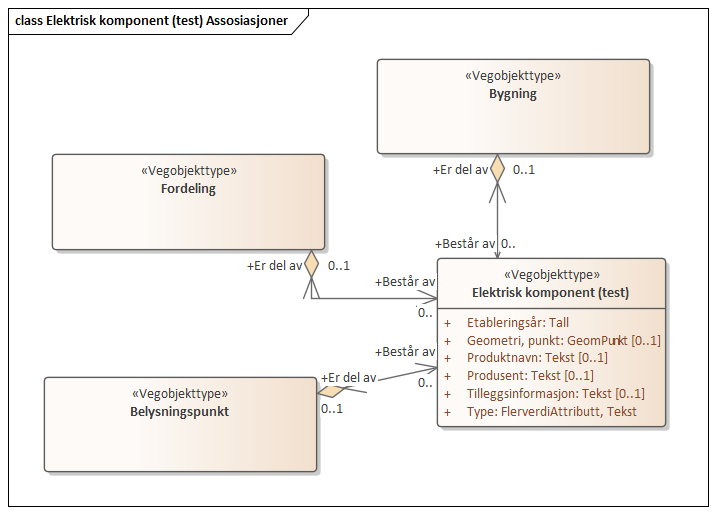 class Elektrisk komponent (test) Assosiasjoner
«Vegobjekttype»
Bygning
+Er del av 0..1
+Består av 0..
«Vegobjekttype»
Fordeling
+Er del av 0..1
+Består av
0..
«Vegobjekttype»
Elektrisk komponent (test)
+ Etableringsår: Tall
+ Geometri, punkt: GeomPunkt [0..1]
+ Produktnavn: Tekst [0..1]
+ Produsent: Tekst [0..1]
+ Tilleggsinformasjon: Tekst [0..1]
+ Type: FlerverdiAttributt, Tekst
+Består av
0..
+Er del av
0..1
«Vegobjekttype»
Belysningspunkt